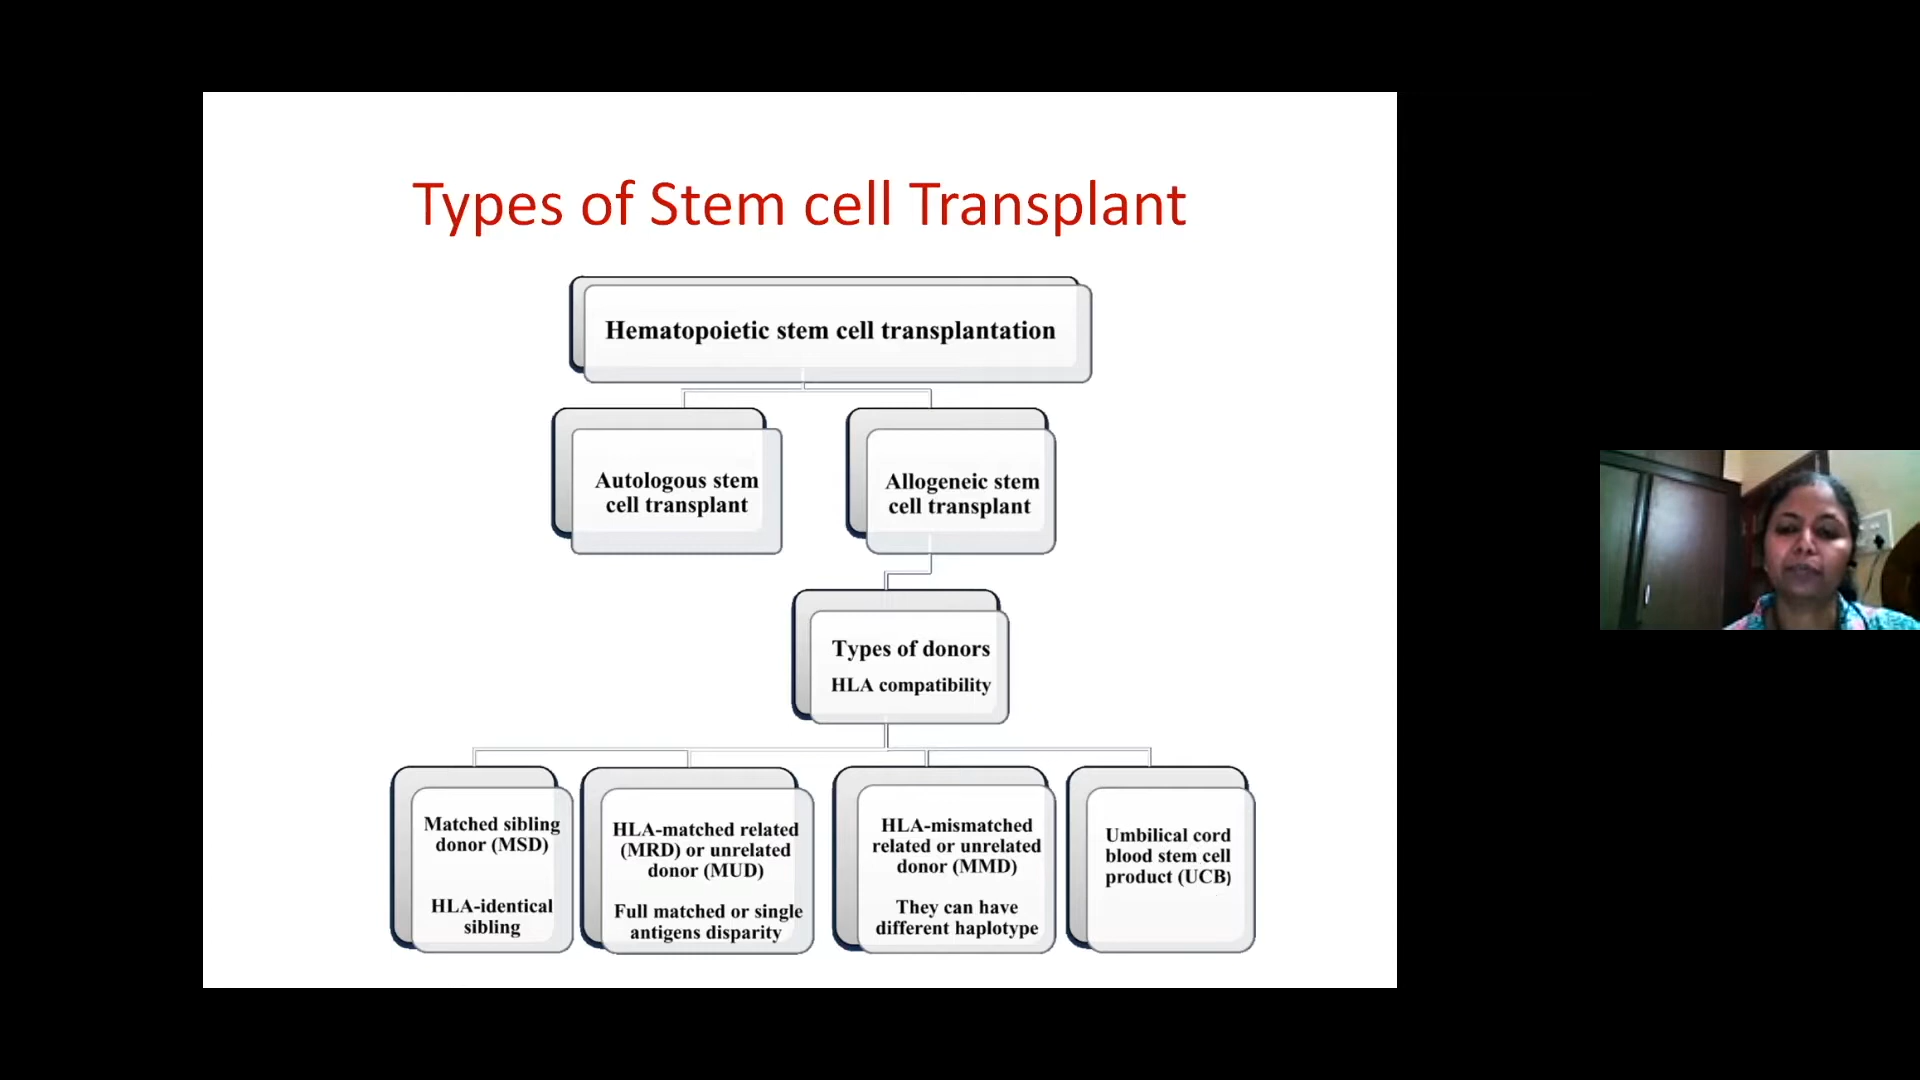 Types of Stem cell Transplant
Hematopoietic stem cell transplantation
Autologous stem
cell transplant
Allogeneic stem
cell transplant
Types of donors
HLA compatibility
Matched sibling
donor (MSD)
HLA-identical
sibling
HLA-matched related
(MRD) or unrelated
donor (MUD)
Full matched or single
antigens disparity
HLA-mismatched
related or unrelated
donor (MMD)
They can have
different haplotype
Umbilical cord
blood stem cell
product (UCB)